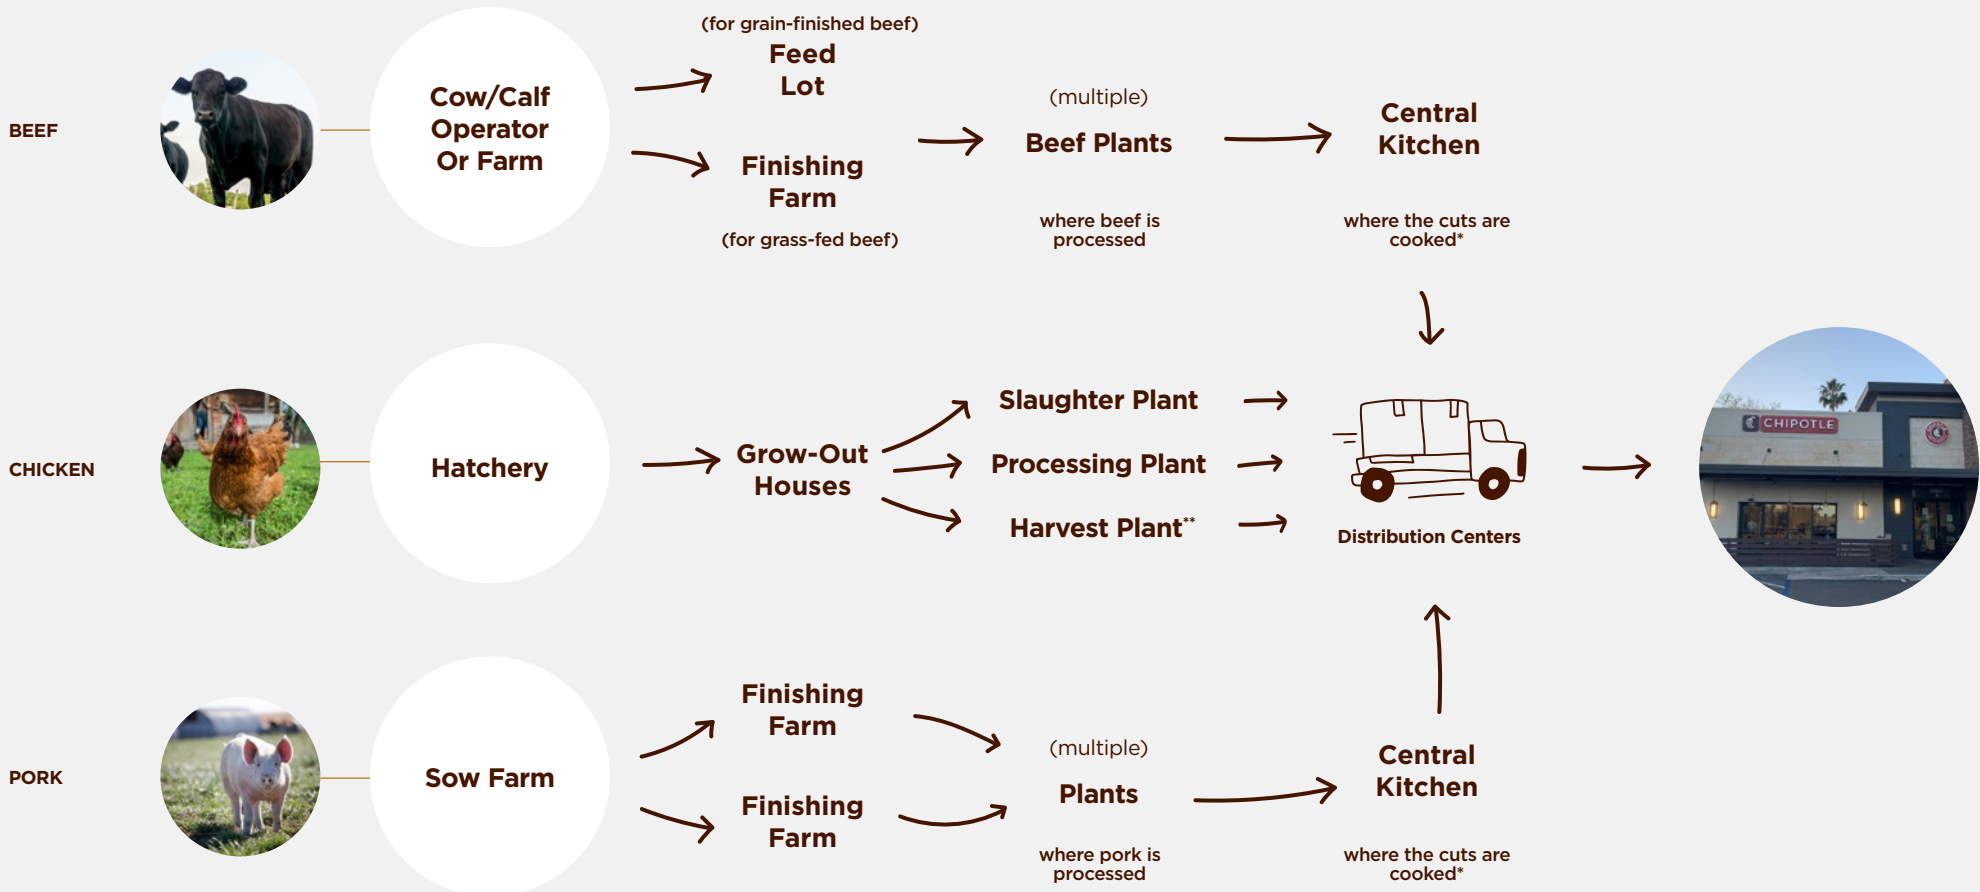 BEEF
Cow/Calf
Operator
Or Farm
(for grain-finished beef)
Feed
Lot
Finishing
Farm
(for grass-fed beef)
(multiple)
Beef Plants
where beef is
processed
Central
Kitchen
where the cuts are
cooked*
CHICKEN
Hatchery
Grow-Out
Houses
Slaughter Plant
Processing Plant
Harvest Plant**
Distribution Centers
CHIPOTLE
PORK
Sow Farm
Finishing
Farm
Finishing
Farm
(multiple)
Plants
where pork is
processed
Central
Kitchen
where the cuts are
cooked*